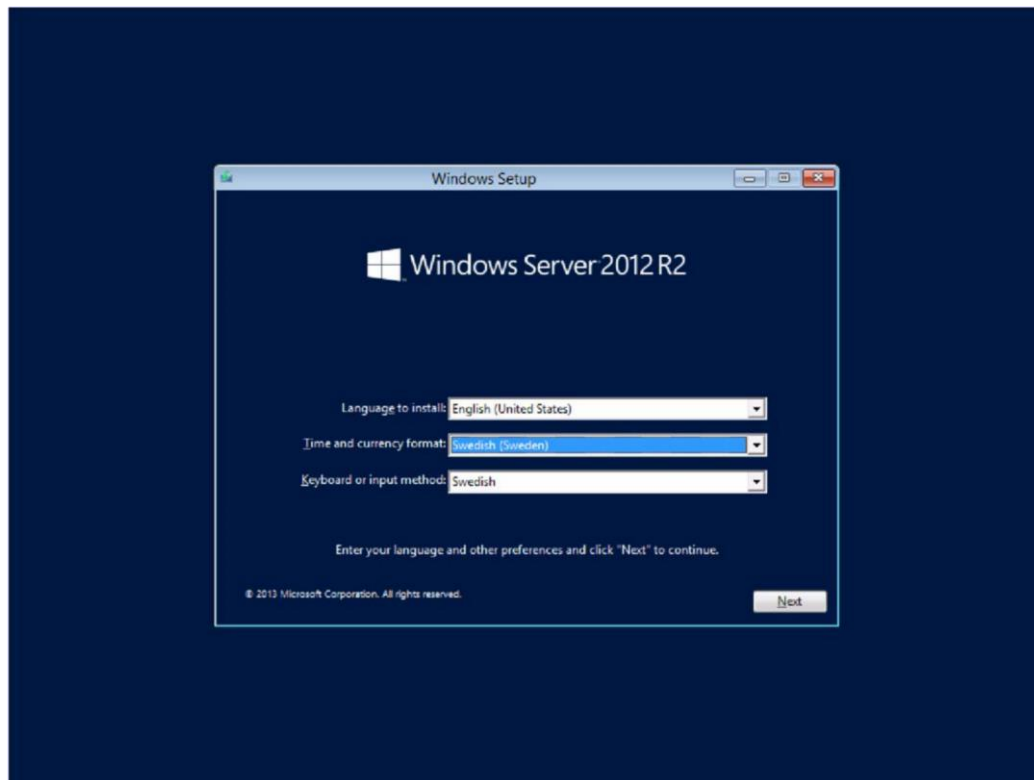 Windows Setup
Windows Server 2012 R2
Language to install: English (United States)
Time and currency format: Swedish (Sweden)
Keyboard or input method: Swedish
Enter your language and other preferences and click "Next" to continue.
© 2013 Microsoft Corporation. All rights reserved.
Next